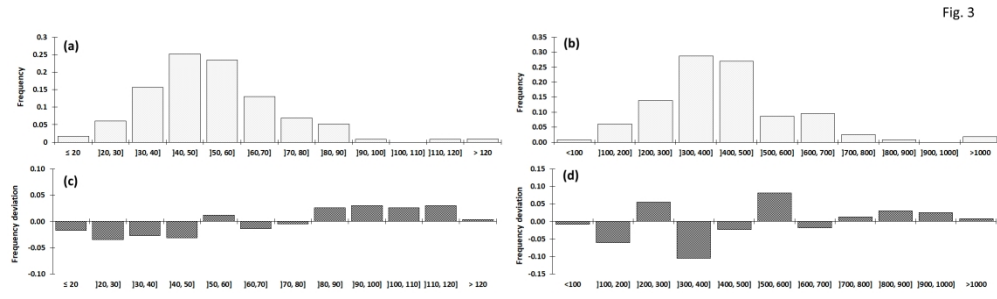 Fig. 3
(a)
Frequency
0.3
0.25
0.2
0.15
0.1
0.05
0
≤ 20 ]20, 30] ]30, 40] ]40, 50] ]50, 60] ]60,70] ]70, 80] ]80, 90] ]90, 100] ]100, 110] ]110, 120] > 120
(b)
Frequency
0.35
0.30
0.25
0.20
0.15
0.10
0.05
0.00
<100 ]100, 200] ]200, 300] ]300, 400] ]400, 500] ]500, 600] ]600, 700] ]700, 800] ]800, 900] ]900, 1000] >1000
(c)
Frequency deviation
0.10
0.05
0.00
-0.05
-0.10
≤ 20 ]20, 30] ]30, 40] ]40, 50] ]50, 60] ]60,70] ]70, 80] ]80, 90] ]90, 100] ]100, 110] ]110, 120] > 120
(d)
Frequency deviation
0.15
0.10
0.05
0.00
-0.05
-0.10
-0.15
<100 ]100, 200] ]200, 300] ]300, 400] ]400, 500] ]500, 600] ]600, 700] ]700, 800] ]800, 900] ]900, 1000] >1000